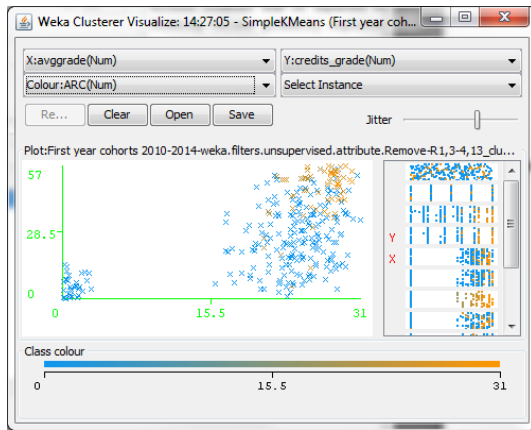 Weka Clusterer Visualize: 14:27:05 - SimpleKMeans (First year coh...
X:avggrade(Num)
Y:credits_grade(Num)
Colour:ARC(Num)
Select Instance
Re...
Clear
Open
Save
Jitter
Plot:First year cohorts 2010-2014-weka.filters.unsupervised.attribute.Remove-R1,3-4,13_clu...
57
28.5
0
0
15.5
31
Y
X
Class colour
0
15.5
31